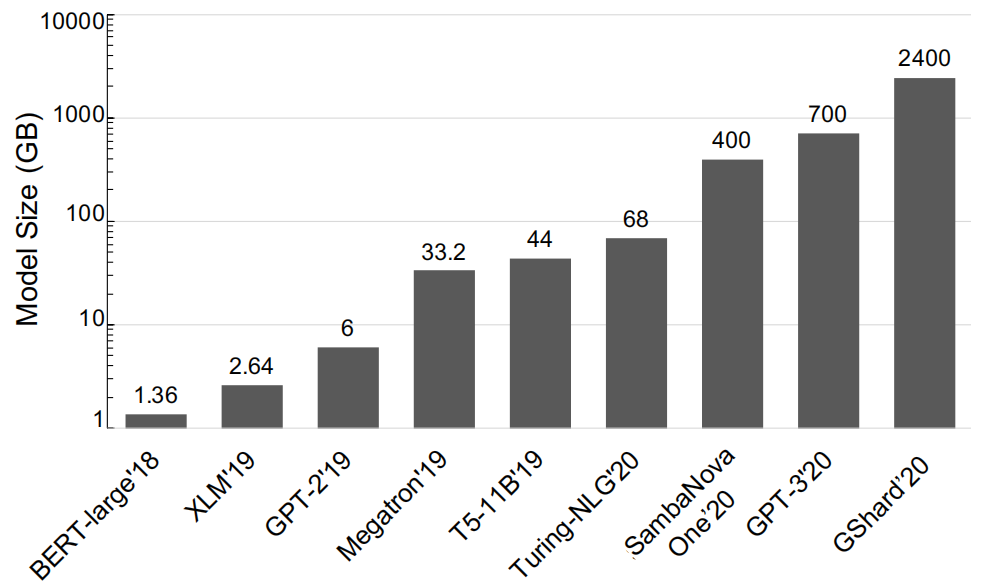 10000
1000
100
10
1
Model Size (GB)
1.36
2.64
6
33.2
44
68
400
700
2400
BERT-large'18
XLM'19
GPT-2'19
Megatron'19
T5-11B'19
Turing-NLG'20
SambaNova
One’20
GPT-3'20
GShard’20